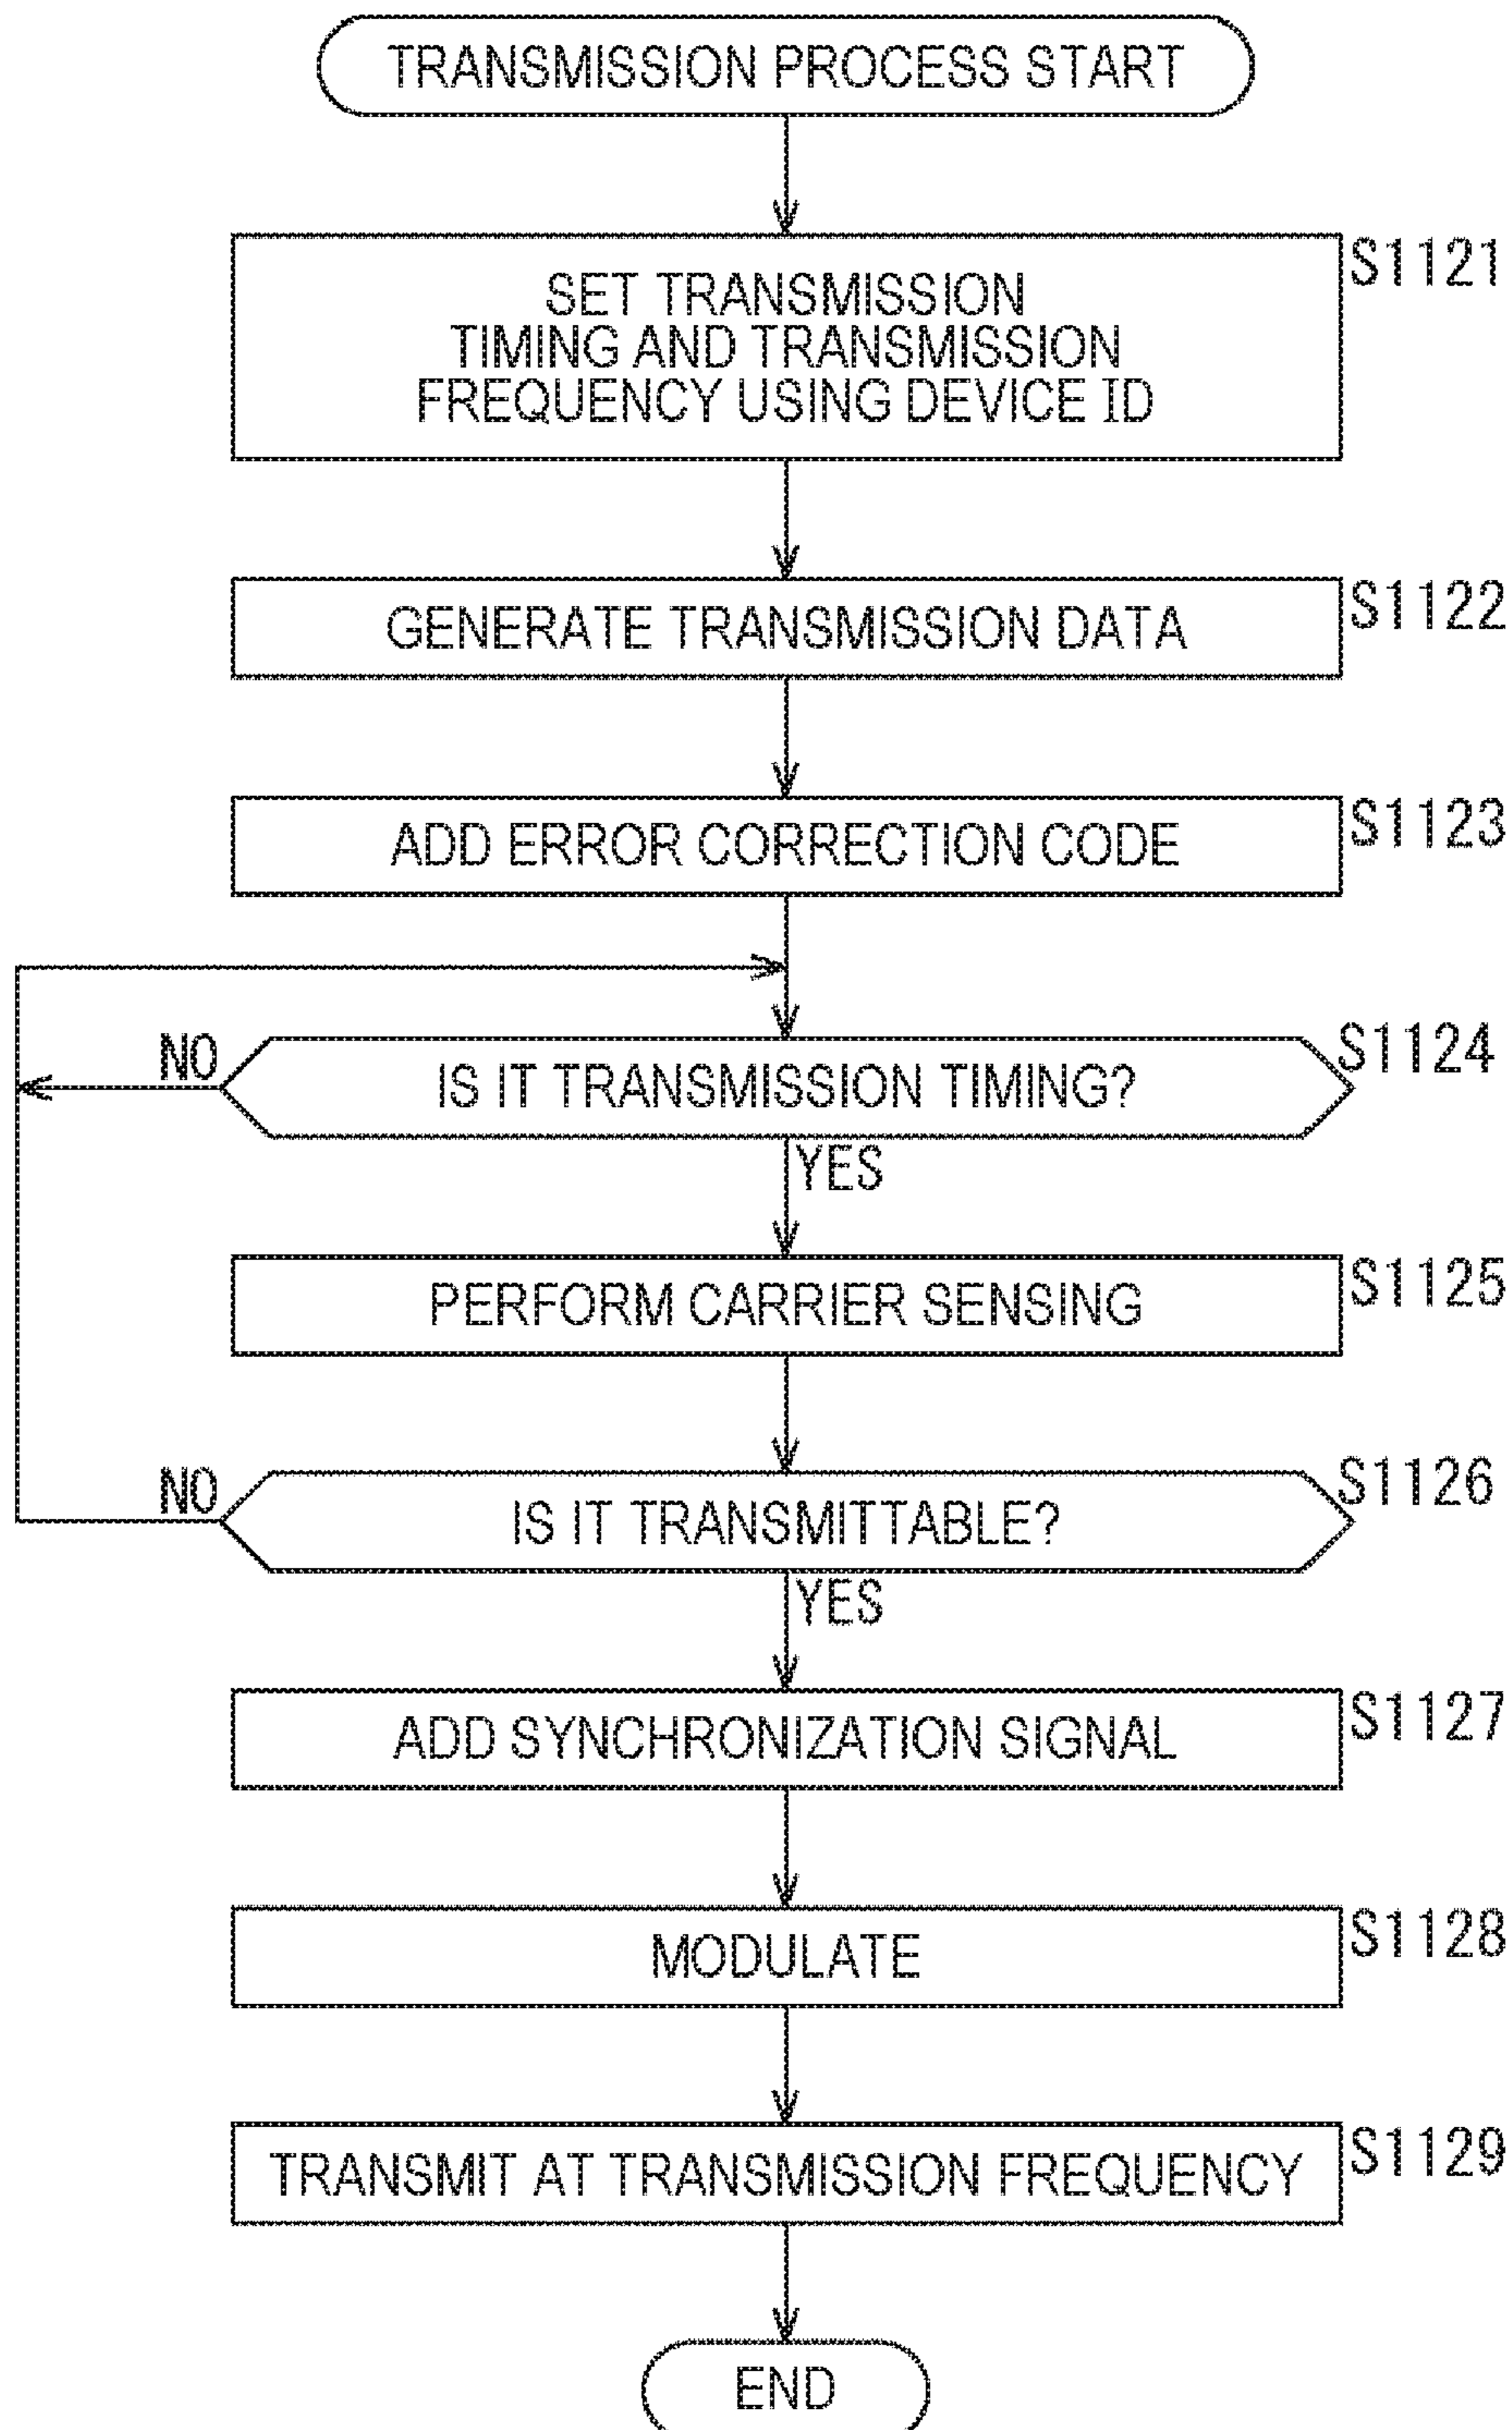 TRANSMISSION PROCESS START
S1121
SET TRANSMISSION
TIMING AND TRANSMISSION
FREQUENCY USING DEVICE ID
S1122
GENERATE TRANSMISSION DATA
S1123
ADD ERROR CORRECTION CODE
S1124
NO
IS IT TRANSMISSION TIMING?
YES
S1125
PERFORM CARRIER SENSING
S1126
NO
IS IT TRANSMITTABLE?
YES
S1127
ADD SYNCHRONIZATION SIGNAL
S1128
MODULATE
S1129
TRANSMIT AT TRANSMISSION FREQUENCY
END